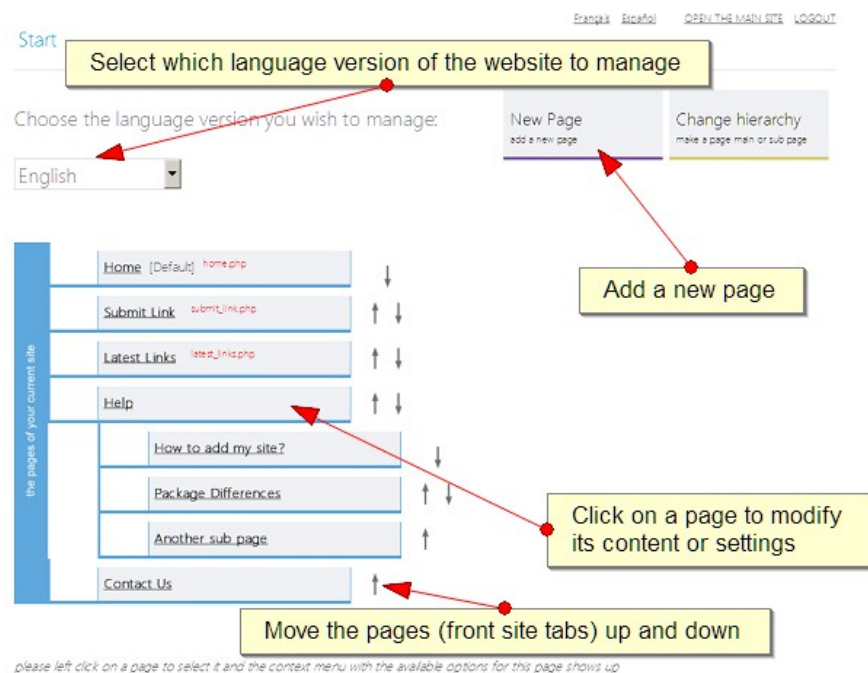 Français Español OPEN THE MAIN SITE LOGOUT
Start
Select which language version of the website to manage
Choose the language version you wish to manage:
New Page
add a new page
Change hierarchy
make a page main or sub page
English
Add a new page
the pages of your current site
Home [Default] home.php
Submit Link submit_link.php
Latest Links latest_links.php
Help
How to add my site?
Package Differences
Another sub page
Click on a page to modify
its content or settings
Contact Us
Move the pages (front site tabs) up and down
please left click on a page to select it and the context menu with the available options for this page shows up